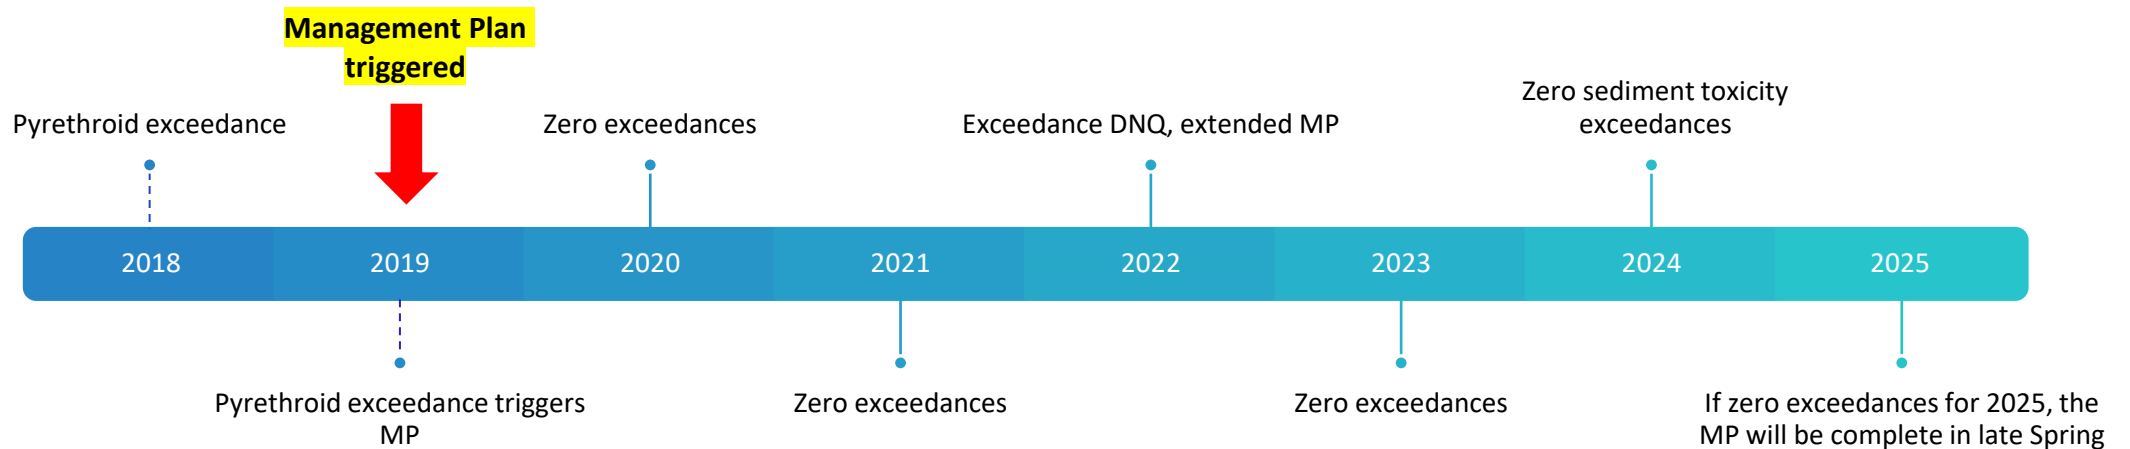 Management Plan
triggered
Pyrethroid exceedance
Zero exceedances
Exceedance DNQ, extended MP
Zero sediment toxicity
exceedances
2018
2019
2020
2021
2022
2023
2024
2025
Pyrethroid exceedance triggers
MP
Zero exceedances
Zero exceedances
If zero exceedances for 2025, the
MP will be complete in late Spring